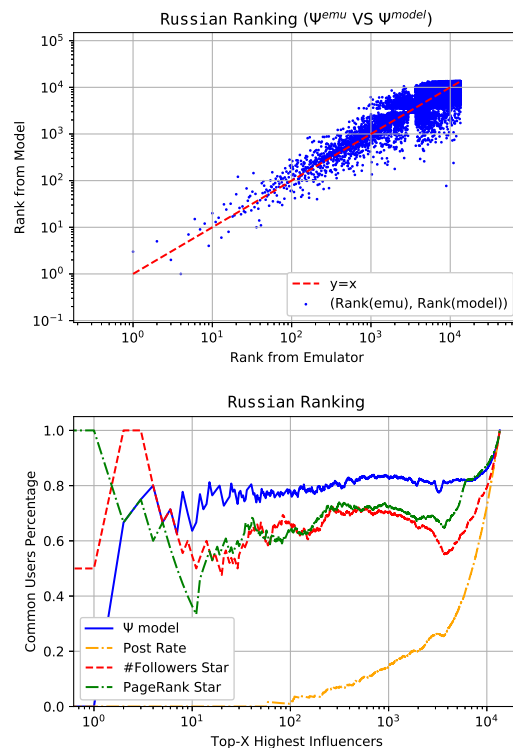 Russian Ranking (Ψ^emu VS Ψ^model)
10^5
10^4
10^3
10^2
10^1
10^0
10^−1
Rank from Model
y=x
(Rank(emu), Rank(model))
10^0 10^1 10^2 10^3 10^4
Rank from Emulator
Russian Ranking
1.0
0.8
0.6
0.4
0.2
0.0
Common Users Percentage
Ψ model
Post Rate
#Followers Star
PageRank Star
10^0 10^1 10^2 10^3 10^4
Top-X Highest Influencers